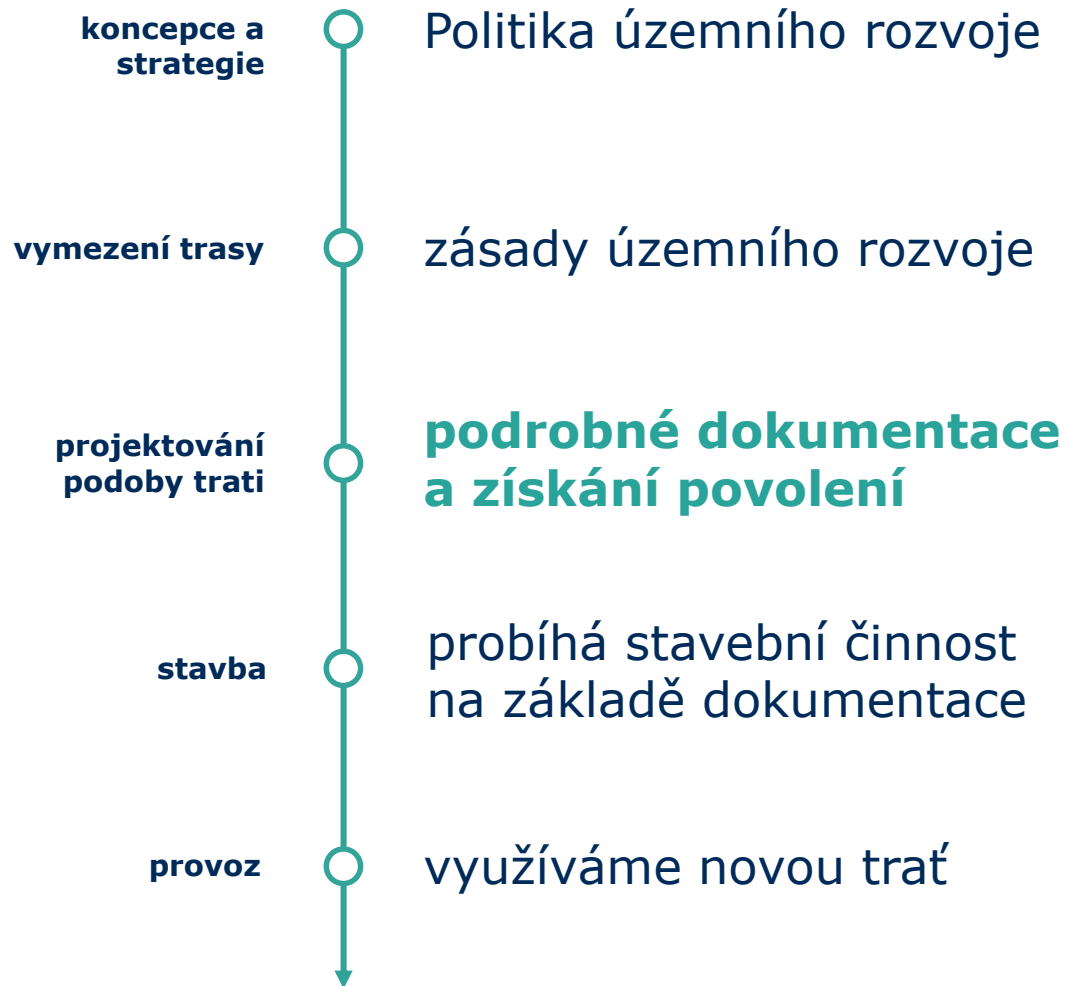 koncepce a
strategie
Politika územního rozvoje
vymezení trasy
zásady územního rozvoje
projektování
podoby trati
podrobné dokumentace
a získání povolení
stavba
probíhá stavební činnost
na základě dokumentace
provoz
využíváme novou trať